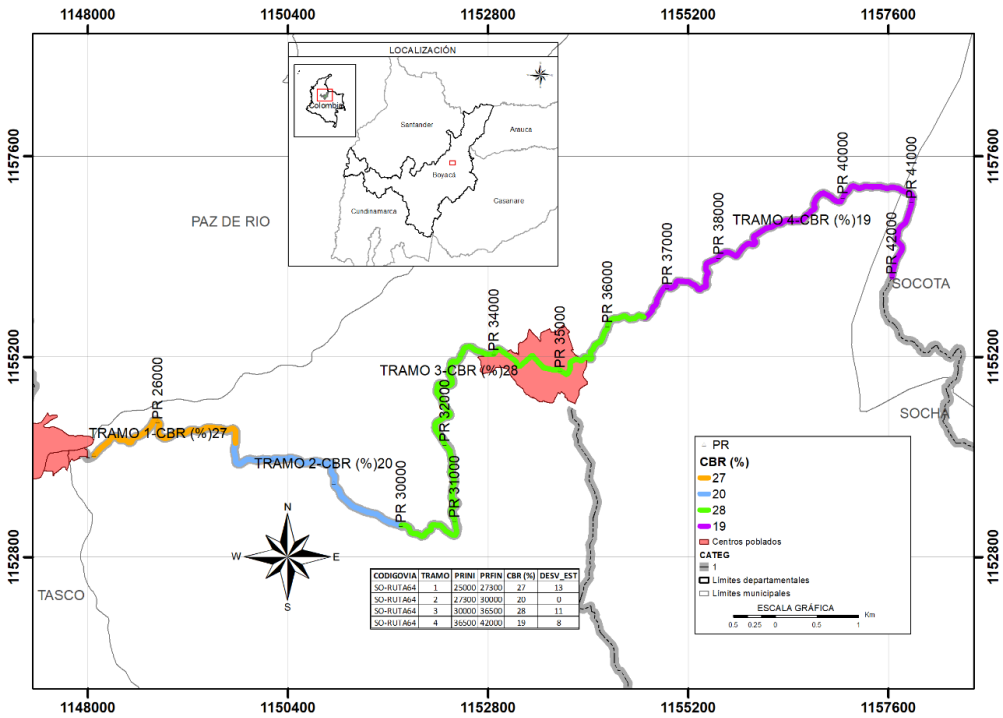 1148000 1150400 1152800 1155200 1157600
LOCALIZACIÓN
Colombia
Santander
Arauca
Boyacá
Cundinamarca
Casanare
1157600
1157600
PAZ DE RIO
PR 40000
PR 41000
TRAMO 4-CBR (%)19
PR 38000
PR 42000
PR 37000
SOCOTA
PR 36000
PR 34000
PR 35000
1155200
1155200
TRAMO 3-CBR (%)28
PR 26000
PR 32000
SOCHA
TRAMO 1-CBR (%)27
TRAMO 2-CBR (%)20
PR 30000
PR 31000
N
W
E
S
1152800
1152800
TASCO
PR
CBR (%)
27
20
28
19
Centros poblados
CATEG
1
Límites departamentales
Límites municipales
ESCALA GRÁFICA
Km
0.5 0.25 0 0.5 1
CODIGOVIA TRAMO PRINI PRFIN CBR (%) DESV_EST
SO-RUTA64 1 25000 27300 27 13
SO-RUTA64 2 27300 30000 20 0
SO-RUTA64 3 30000 36500 28 11
SO-RUTA64 4 36500 42000 19 8
1148000 1150400 1152800 1155200 1157600